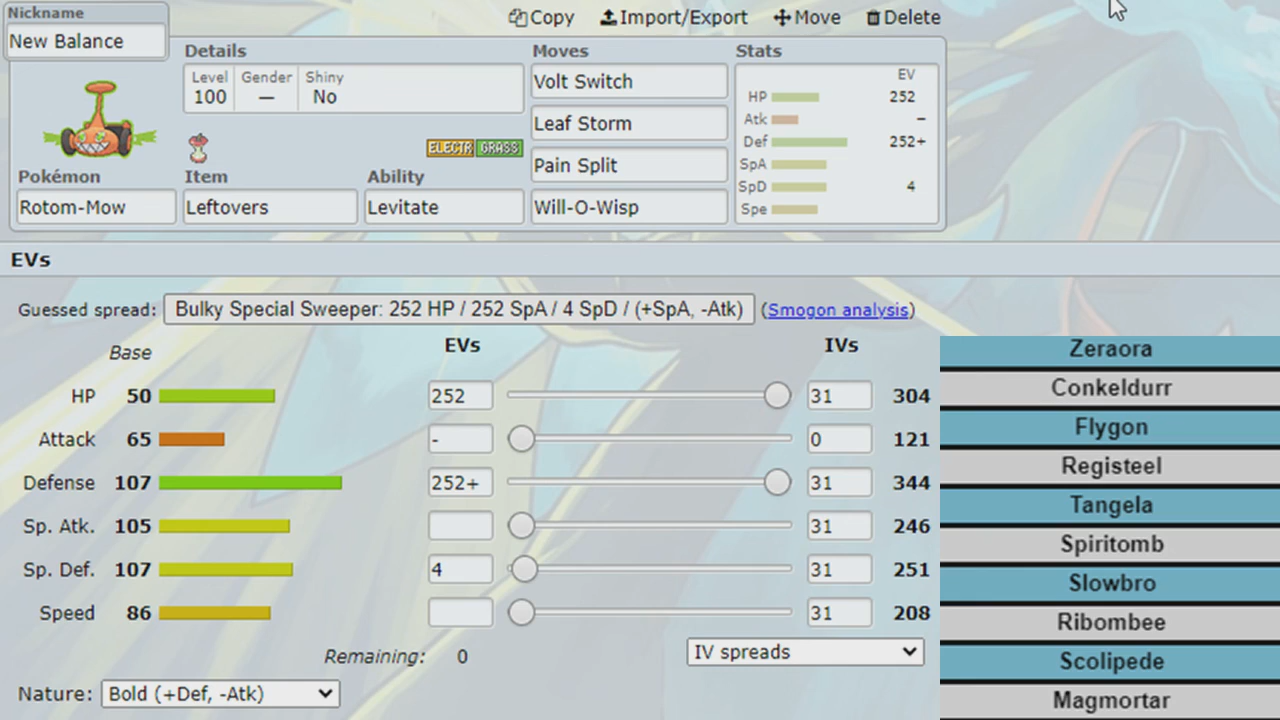 Nickname
New Balance
Copy Import/Export Move Delete
Details
Level Gender Shiny
100 — No
ELECTR GRASS
Pokémon Item Ability
Rotom-Mow Leftovers Levitate
Moves
Volt Switch
Leaf Storm
Pain Split
Will-O-Wisp
Stats
EV
HP 252
Atk –
Def 252+
SpA
SpD 4
Spe
EVs
Guessed spread: Bulky Special Sweeper: 252 HP / 252 SpA / 4 SpD / (+SpA, -Atk) (Smogon analysis)
Base EVs IVs
HP 50 252 31 304
Attack 65 - 0 121
Defense 107 252+ 31 344
Sp. Atk. 105 31 246
Sp. Def. 107 4 31 251
Speed 86 31 208
Remaining: 0 IV spreads
Nature: Bold (+Def, -Atk)
Zeraora
Conkeldurr
Flygon
Registeel
Tangela
Spiritomb
Slowbro
Ribombee
Scolipede
Magmortar